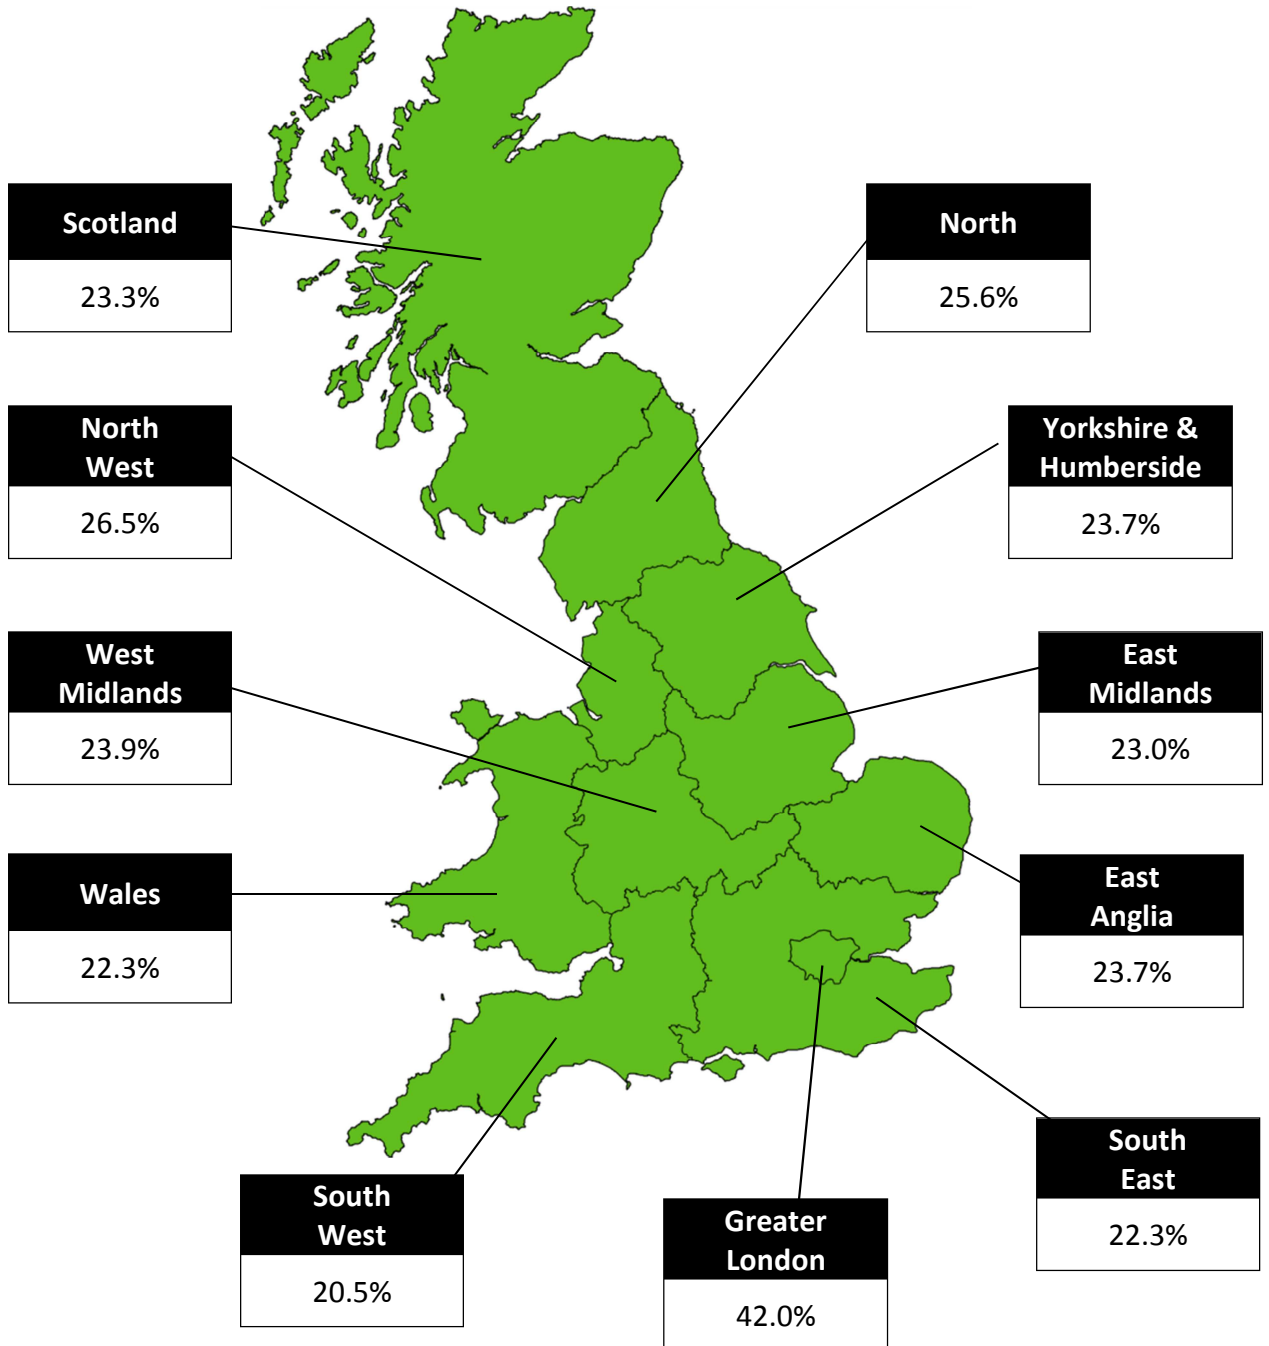 Scotland
23.3%
North
25.6%
North
West
26.5%
Yorkshire &
Humberside
23.7%
West
Midlands
23.9%
East
Midlands
23.0%
Wales
22.3%
East
Anglia
23.7%
South
East
22.3%
South
West
20.5%
Greater
London
42.0%